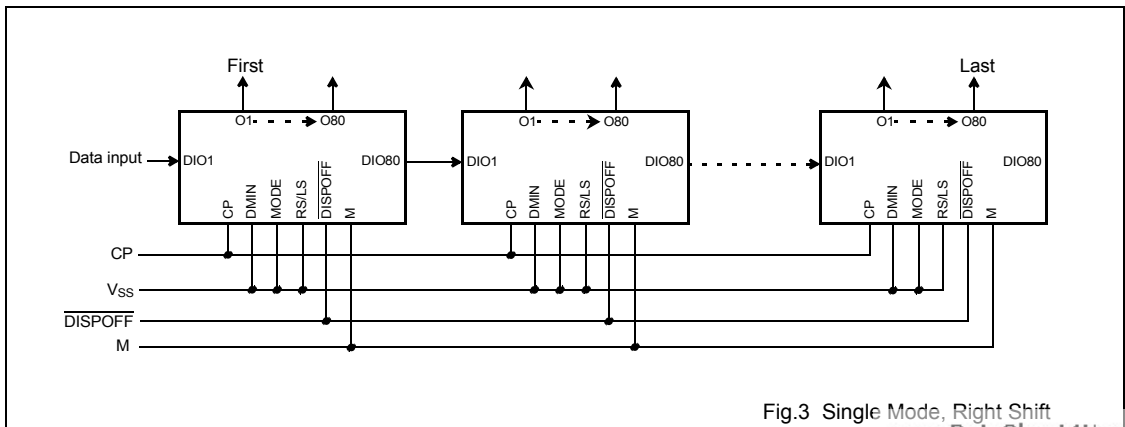 First
Last
O1 O80
O1 O80
O1 O80
Data input DIO1 DIO80
DIO1 DIO80
DIO1 DIO80
CP DMIN MODE RS/LS DISPOFF M
CP DMIN MODE RS/LS DISPOFF M
CP DMIN MODE RS/LS DISPOFF M
CP
VSS
DISPOFF
M
Fig.3 Single Mode, Right Shift